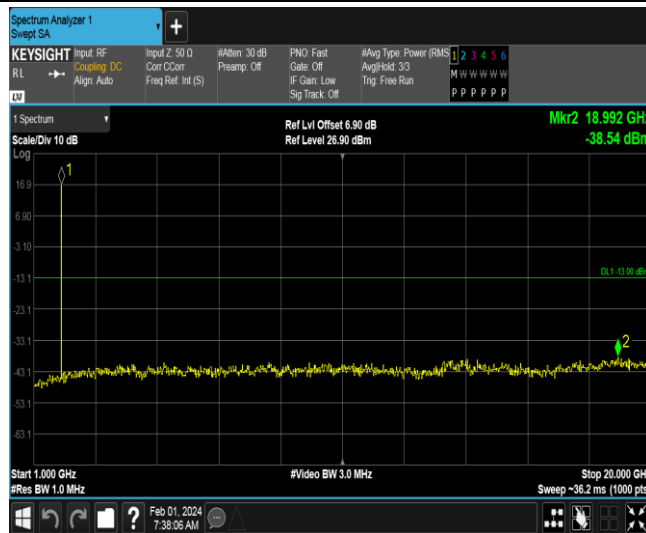 Spectrum Analyzer 1
Swept SA
+
KEYSIGHT
RL
Input: RF
Coupling: DC
Align: Auto
Input Z: 50 Ω
Corr CCorr
Freq Ref: Int (S)
#Atten: 30 dB
Preamp: Off
PNO: Fast
Gate: Off
IF Gain: Low
Sig Track: Off
#Avg Type: Power (RMS
Avg|Hold: 3/3
Trig: Free Run
1 2 3 4 5 6
M W W W W W
P P P P P P
1 Spectrum
Scale/Div 10 dB
Log
Ref Lvl Offset 6.90 dB
Ref Level 26.90 dBm
Mkr2 18.992 GHz
-38.54 dBm
1
16.9
6.90
-3.10
-13.1
DL1 -13.00 dBm
-23.1
-33.1
2
-43.1
-53.1
-63.1
Start 1.000 GHz
#Res BW 1.0 MHz
#Video BW 3.0 MHz
Stop 20.000 GHz
Sweep ~36.2 ms (1000 pts)
?
Feb 01, 2024
7:38:06 AM